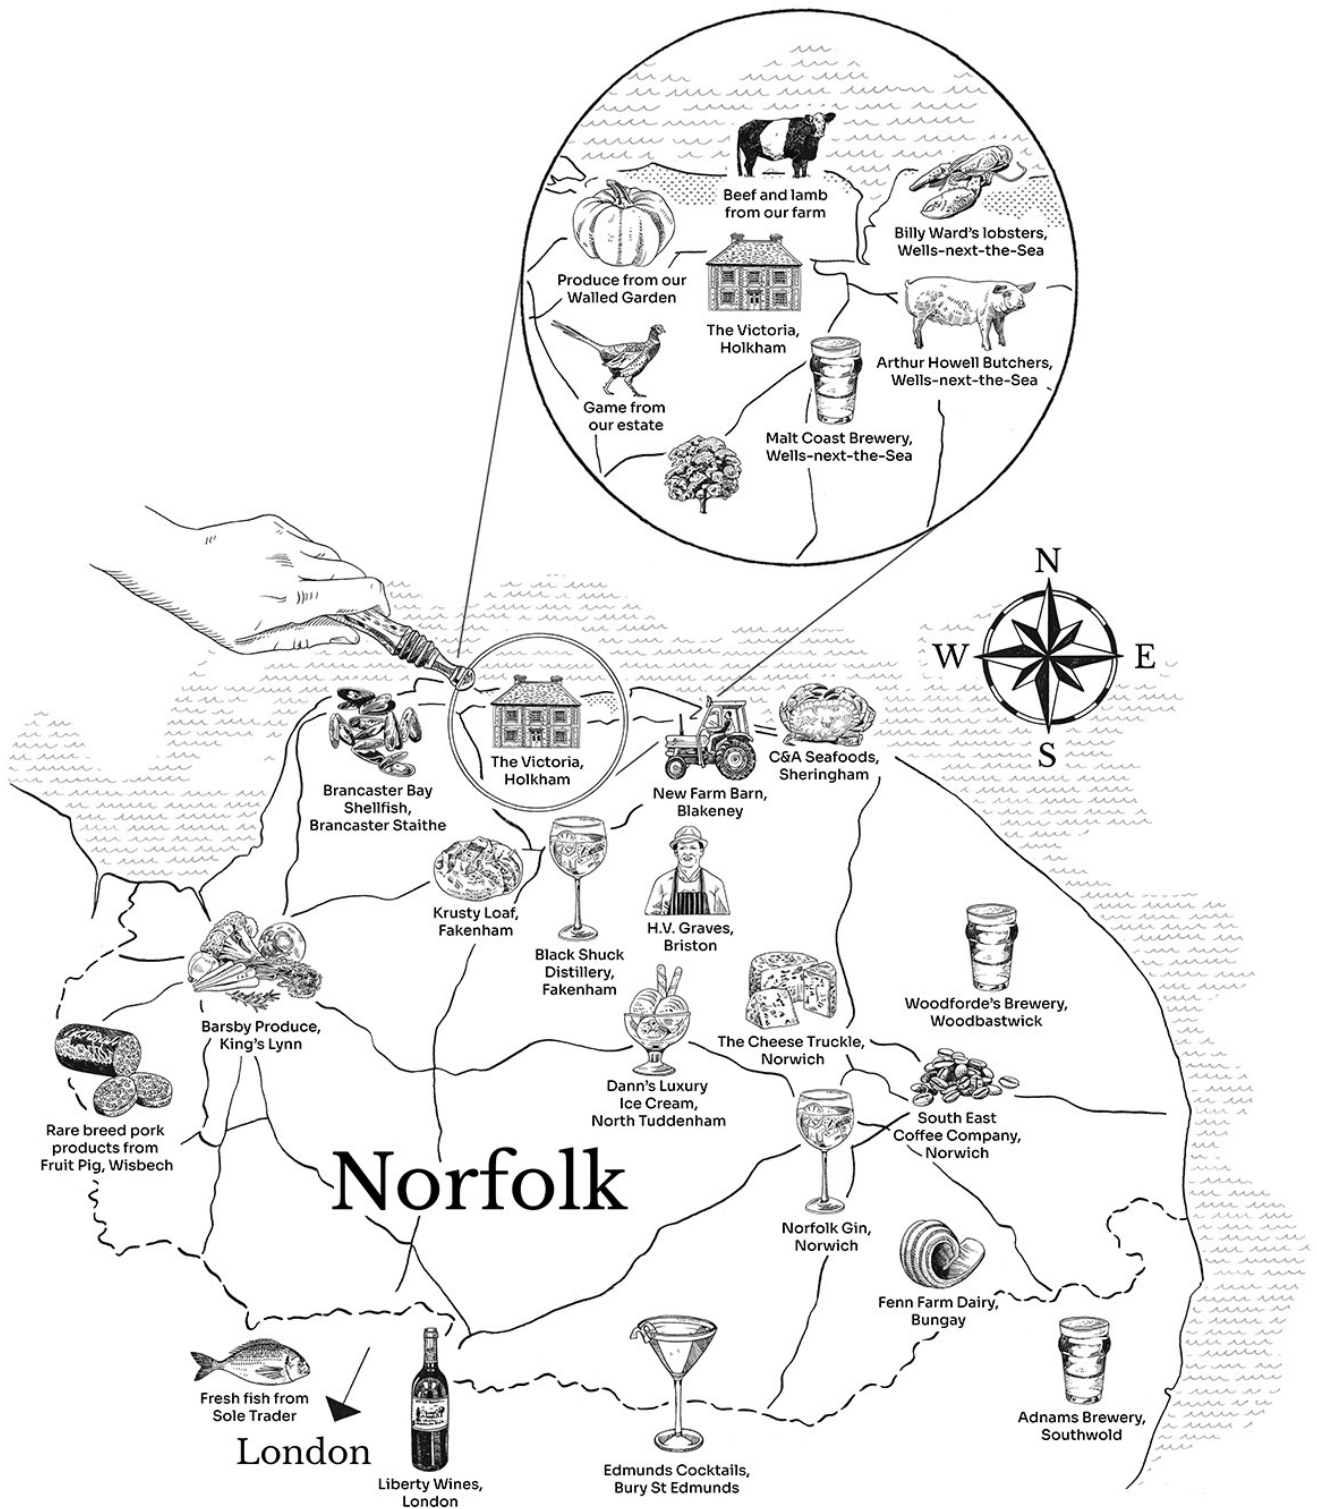 Beef and lamb
from our farm
Billy Ward's lobsters,
Wells-next-the-Sea
Produce from our
Walled Garden
The Victoria,
Holkham
Arthur Howell Butchers,
Wells-next-the-Sea
Game from
our estate
Malt Coast Brewery,
Wells-next-the-Sea
N
W
E
S
The Victoria,
Holkham
C&A Seafoods,
Sheringham
Brancaster Bay
Shellfish,
Brancaster Staithe
New Farm Barn,
Blakeney
Krusty Loaf,
Fakenham
H.V. Graves,
Briston
Black Shuck
Distillery,
Fakenham
Woodforde's Brewery,
Woodbastwick
Barsby Produce,
King's Lynn
The Cheese Truckle,
Norwich
Dann's Luxury
Ice Cream,
North Tuddenham
South East
Coffee Company,
Norwich
Rare breed pork
products from
Fruit Pig, Wisbech
Norfolk
Norfolk Gin,
Norwich
Fenn Farm Dairy,
Bungay
Fresh fish from
Sole Trader
London
Liberty Wines,
London
Edmunds Cocktails,
Bury St Edmunds
Adnams Brewery,
Southwold